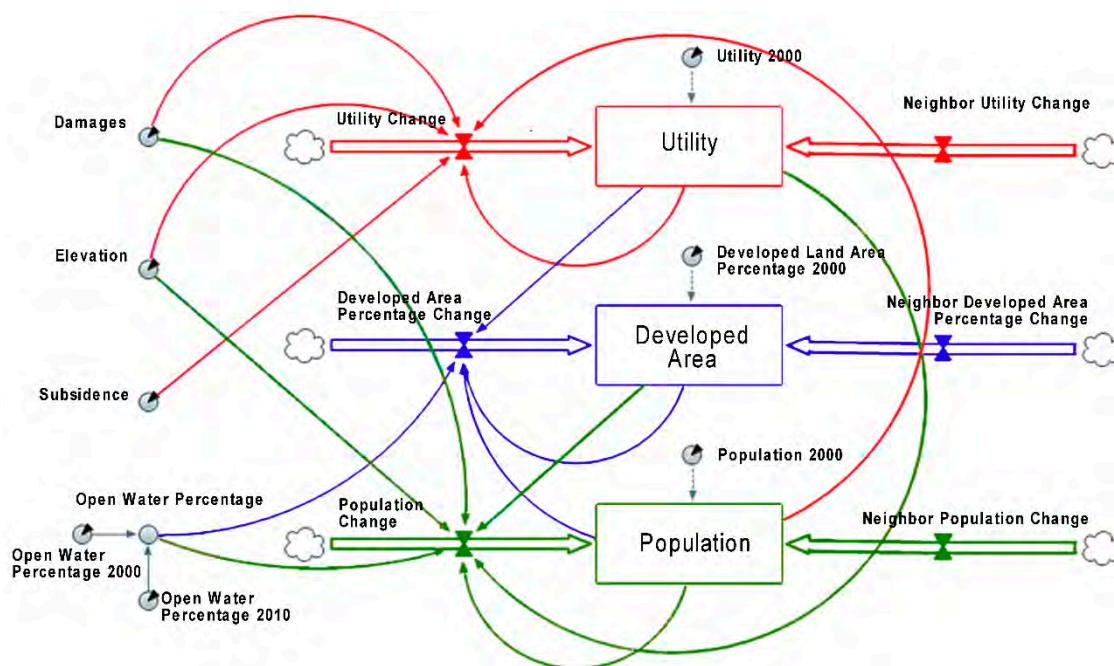 Utility 2000
Damages
Utility Change
Neighbor Utility Change
Utility
Elevation
Developed Land Area
Percentage 2000
Developed Area
Percentage Change
Neighbor Developed Area
Percentage Change
Developed
Area
Subsidence
Population 2000
Open Water Percentage
Population
Change
Neighbor Population Change
Population
Open Water
Percentage 2000
Open Water
Percentage 2010